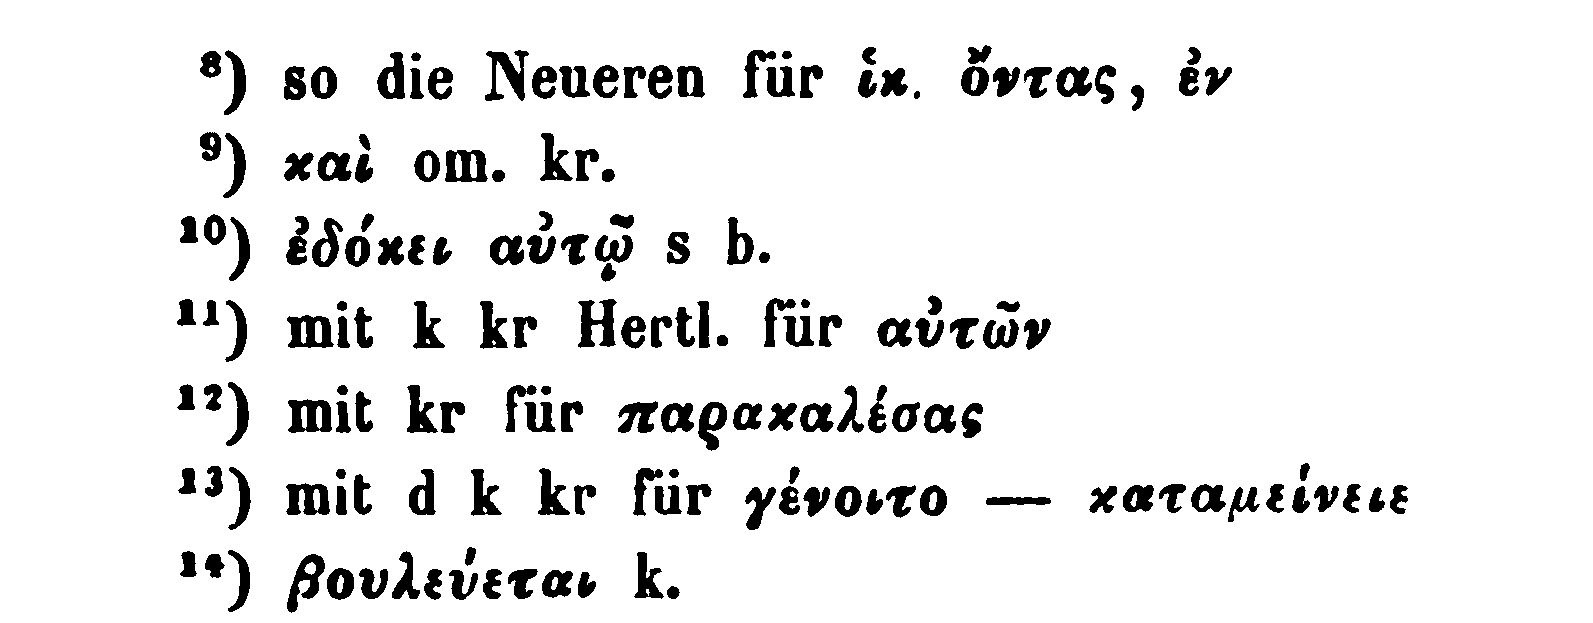 ⁸) so die Neueren für ἱκ. ὄντας, ἐν
⁹) καὶ om. kr.
¹⁰) ἐδόκει αὐτῷ s b.
¹¹) mit k kr Hertl. für αὐτῶν
¹²) mit kr für παρακαλέσας
¹³) mit d k kr für γένοιτο — καταμείνειε
¹⁴) βουλεύεται k.